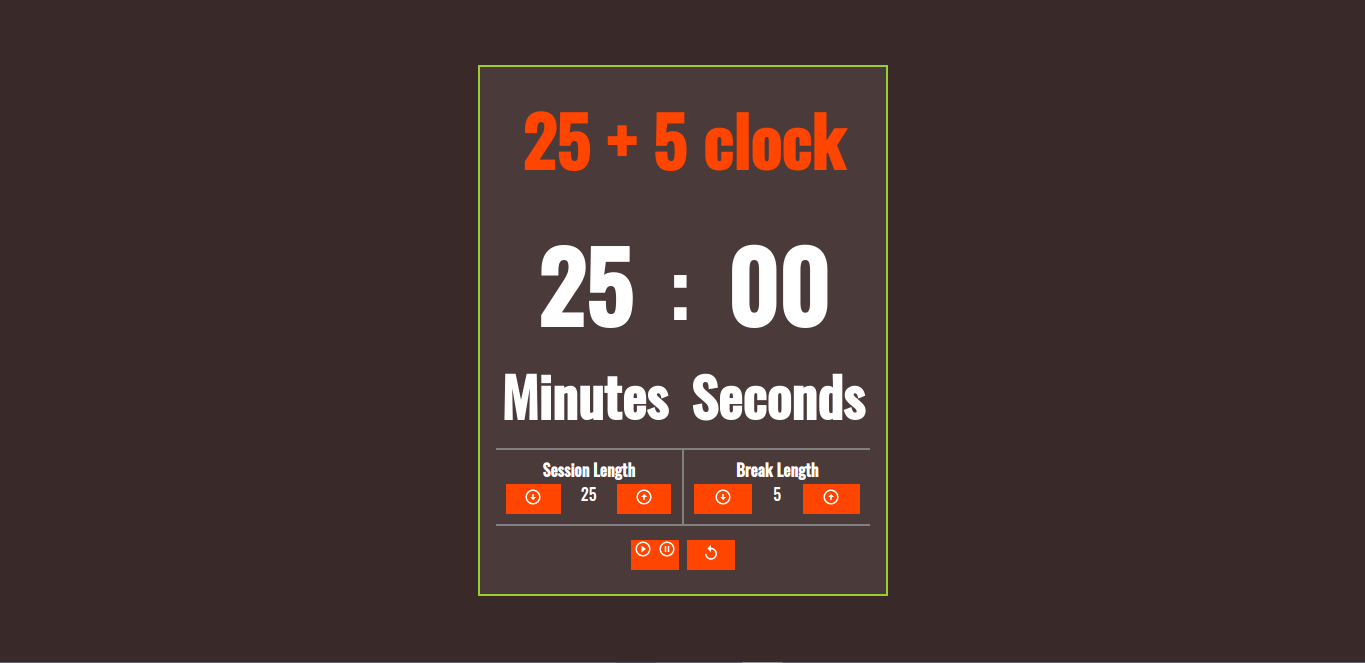 25 + 5 clock
25 : 00
Minutes Seconds
Session Length Break Length
25 5